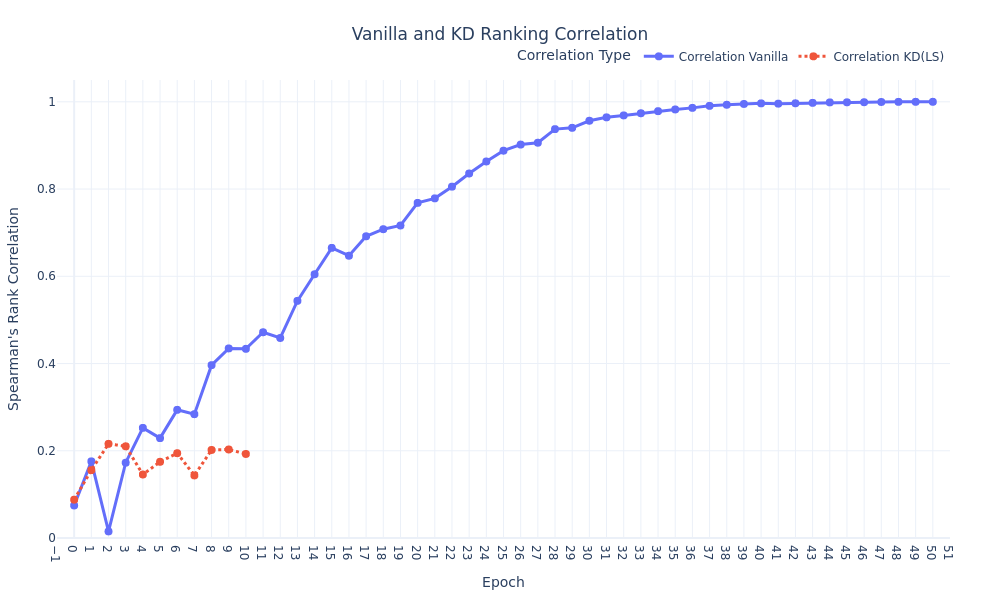 Vanilla and KD Ranking Correlation
Correlation Type Correlation Vanilla Correlation KD(LS)
1
0.8
0.6
0.4
0.2
0
Spearman's Rank Correlation
−1 0 1 2 3 4 5 6 7 8 9 10 11 12 13 14 15 16 17 18 19 20 21 22 23 24 25 26 27 28 29 30 31 32 33 34 35 36 37 38 39 40 41 42 43 44 45 46 47 48 49 50 51
Epoch